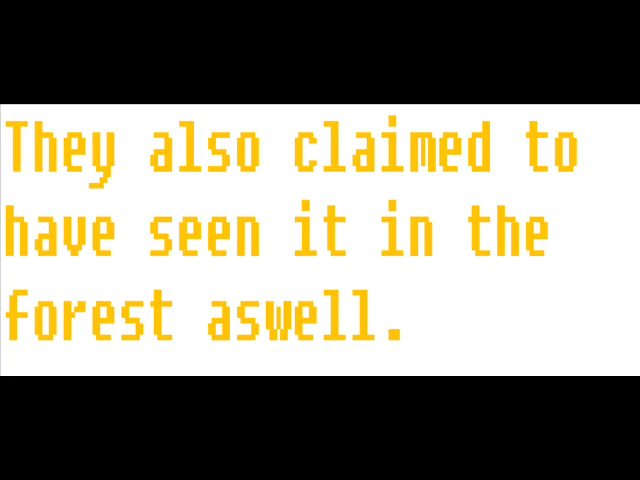 They also claimed to
have seen it in the
forest aswell.